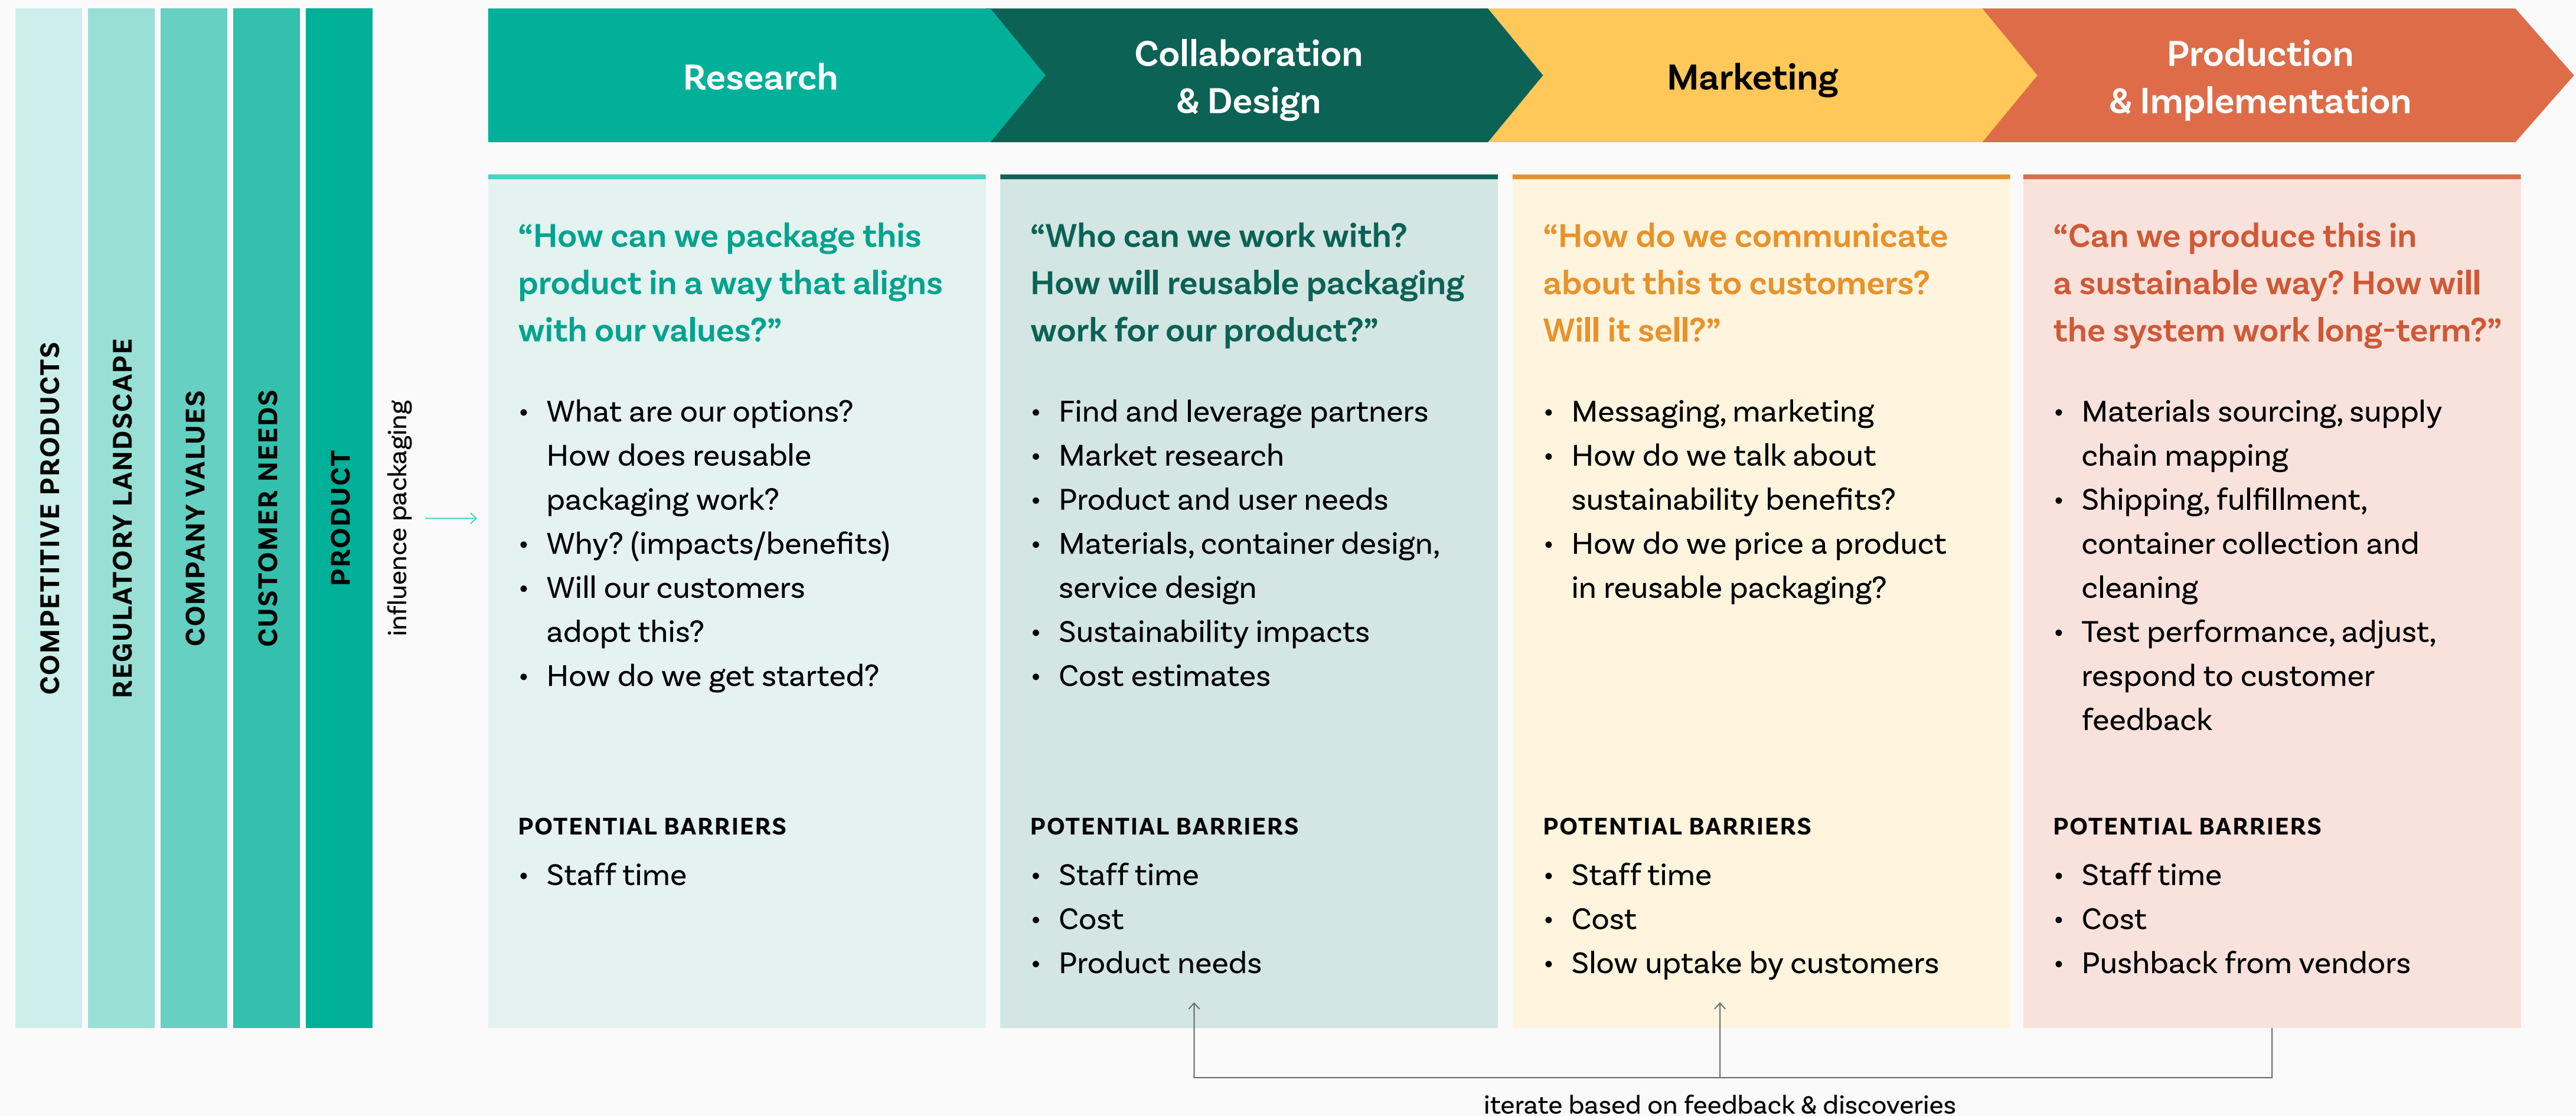 COMPETITIVE PRODUCTS
REGULATORY LANDSCAPE
COMPANY VALUES
CUSTOMER NEEDS
PRODUCT
influence packaging
Research
Collaboration
& Design
Marketing
Production
& Implementation
“How can we package this
product in a way that aligns
with our values?”
• What are our options?
How does reusable
packaging work?
• Why? (impacts/benefits)
• Will our customers
adopt this?
• How do we get started?
POTENTIAL BARRIERS
• Staff time
“Who can we work with?
How will reusable packaging
work for our product?”
• Find and leverage partners
• Market research
• Product and user needs
• Materials, container design,
service design
• Sustainability impacts
• Cost estimates
POTENTIAL BARRIERS
• Staff time
• Cost
• Product needs
“How do we communicate
about this to customers?
Will it sell?”
• Messaging, marketing
• How do we talk about
sustainability benefits?
• How do we price a product
in reusable packaging?
POTENTIAL BARRIERS
• Staff time
• Cost
• Slow uptake by customers
“Can we produce this in
a sustainable way? How will
the system work long-term?”
• Materials sourcing, supply
chain mapping
• Shipping, fulfillment,
container collection and
cleaning
• Test performance, adjust,
respond to customer
feedback
POTENTIAL BARRIERS
• Staff time
• Cost
• Pushback from vendors
iterate based on feedback & discoveries